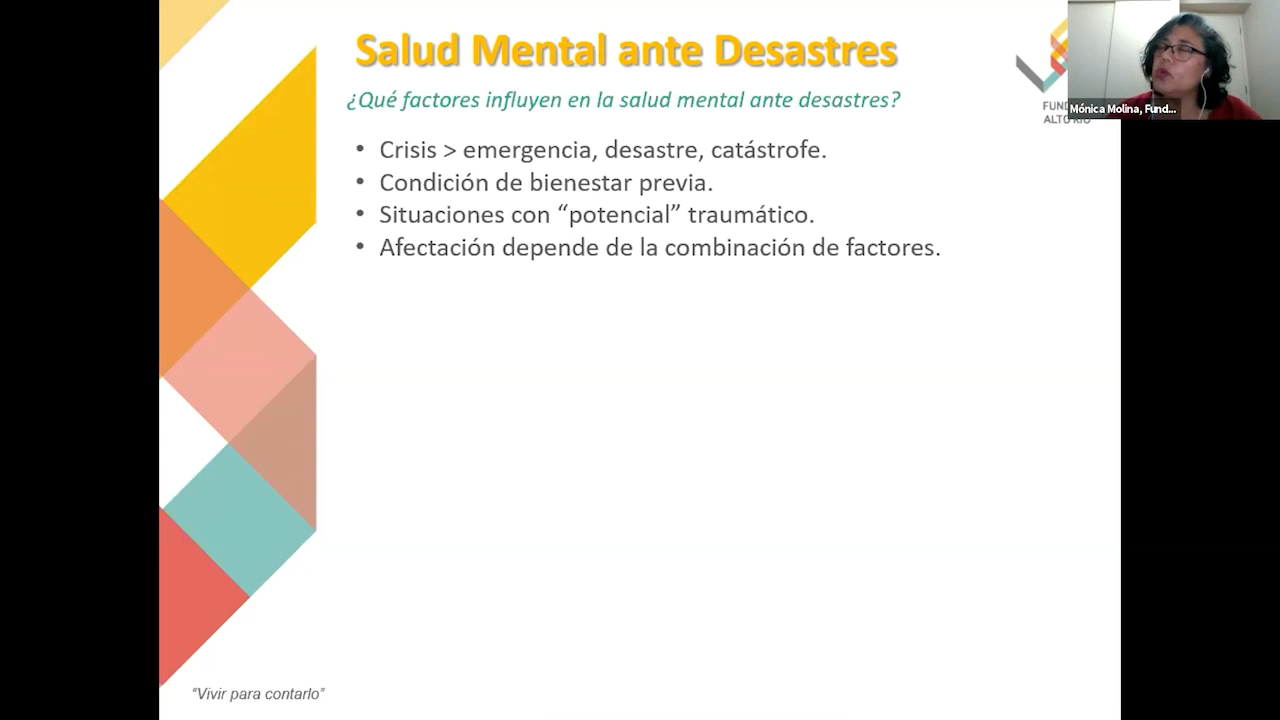 Salud Mental ante Desastres
¿Qué factores influyen en la salud mental ante desastres?
• Crisis > emergencia, desastre, catástrofe.
• Condición de bienestar previa.
• Situaciones con “potencial” traumático.
• Afectación depende de la combinación de factores.
Mónica Molina, Fund...
ALTO RÍO
“Vivir para contarlo”